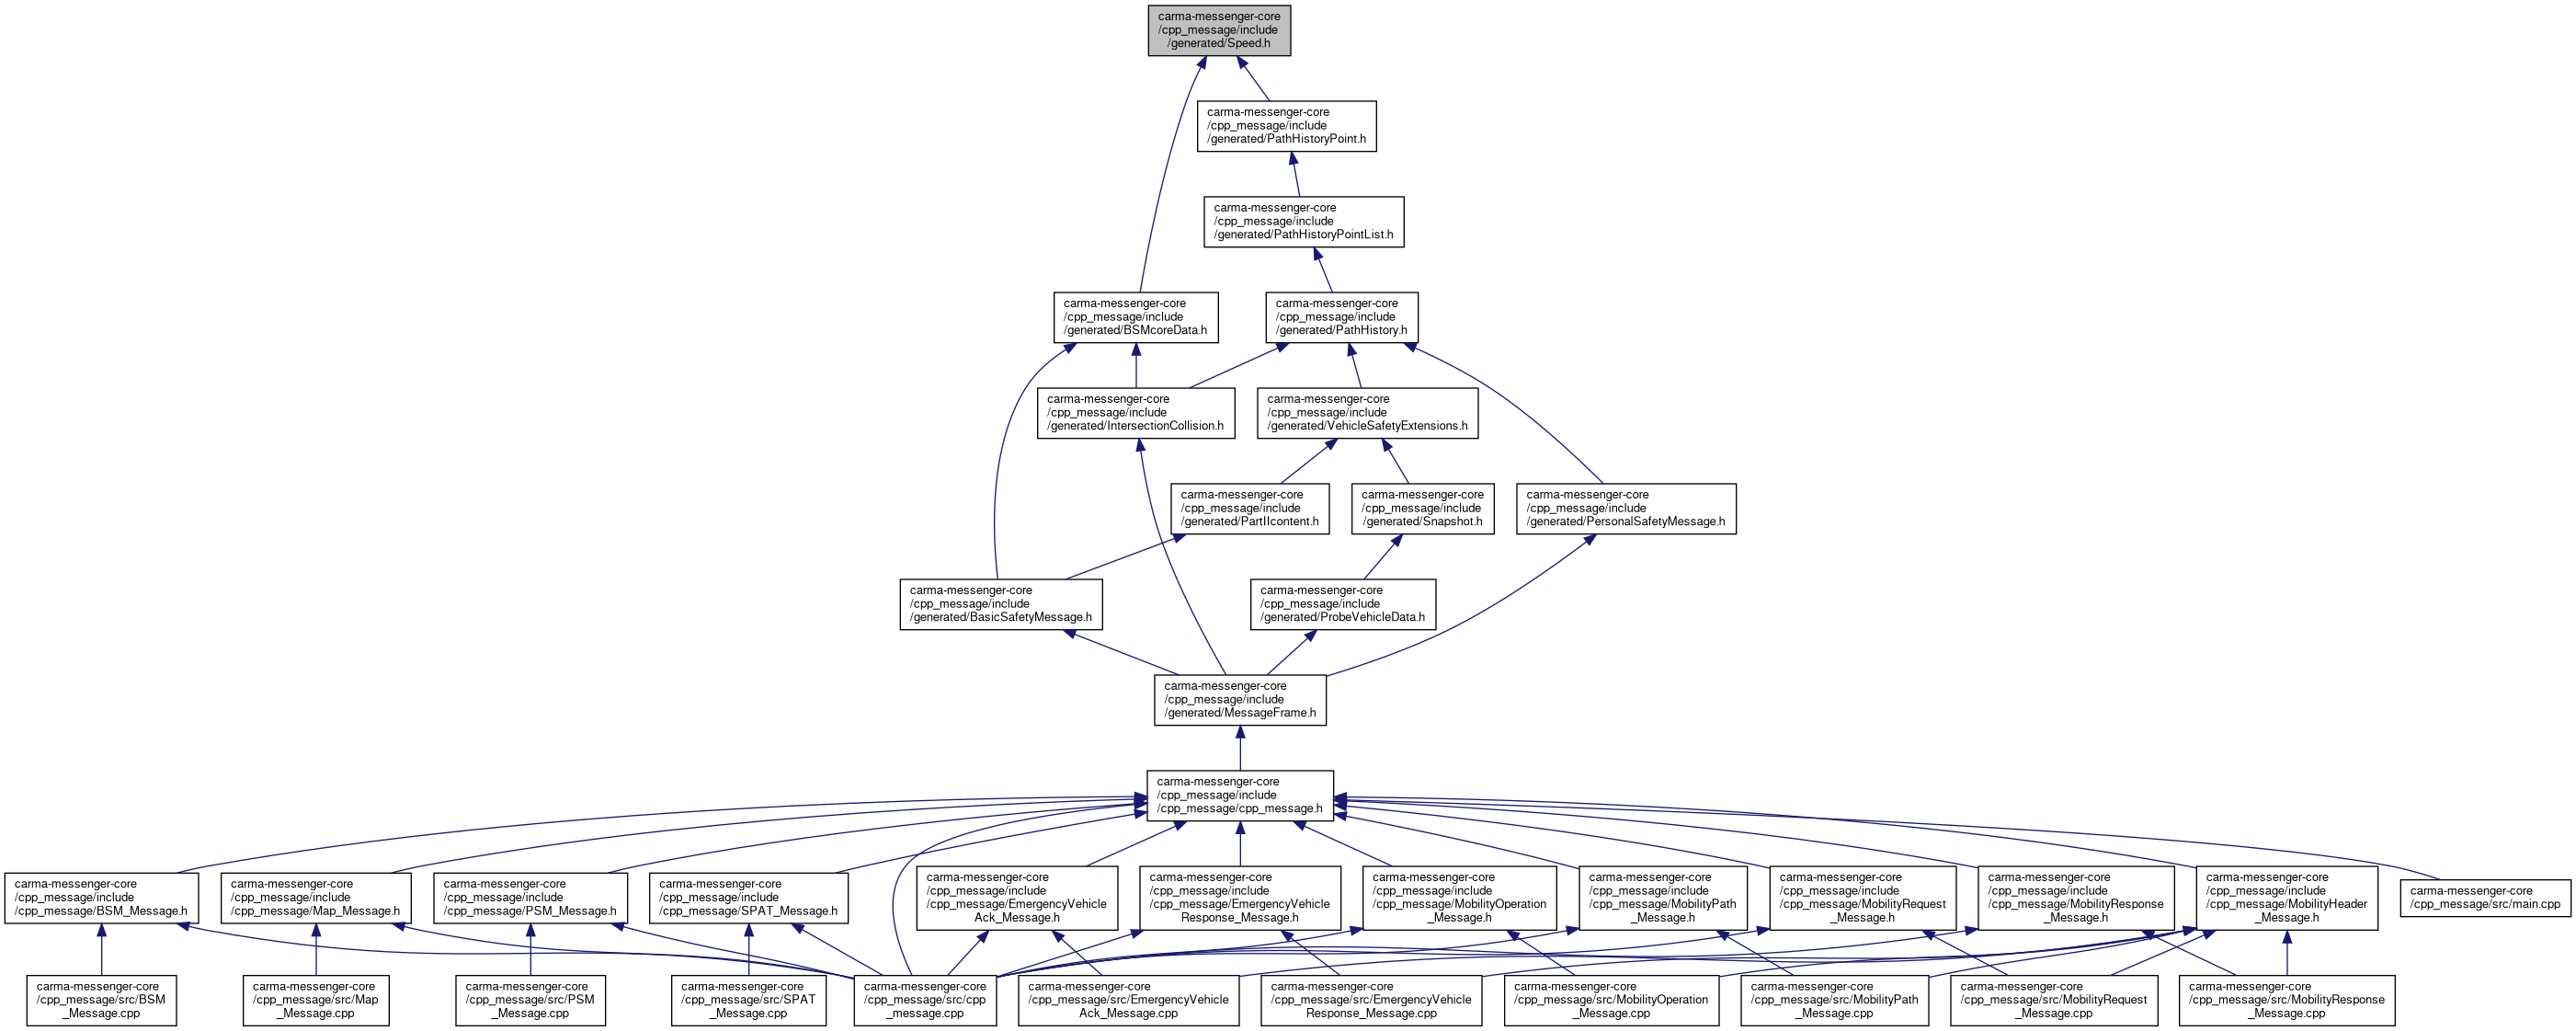 carma-messenger-core
/cpp_message/include
/generated/Speed.h
carma-messenger-core
/cpp_message/include
/generated/PathHistoryPoint.h
carma-messenger-core
/cpp_message/include
/generated/PathHistoryPointList.h
carma-messenger-core
/cpp_message/include
/generated/BSMcoreData.h
carma-messenger-core
/cpp_message/include
/generated/PathHistory.h
carma-messenger-core
/cpp_message/include
/generated/IntersectionCollision.h
carma-messenger-core
/cpp_message/include
/generated/VehicleSafetyExtensions.h
carma-messenger-core
/cpp_message/include
/generated/PartIIcontent.h
carma-messenger-core
/cpp_message/include
/generated/Snapshot.h
carma-messenger-core
/cpp_message/include
/generated/PersonalSafetyMessage.h
carma-messenger-core
/cpp_message/include
/generated/BasicSafetyMessage.h
carma-messenger-core
/cpp_message/include
/generated/ProbeVehicleData.h
carma-messenger-core
/cpp_message/include
/generated/MessageFrame.h
carma-messenger-core
/cpp_message/include
/cpp_message/cpp_message.h
carma-messenger-core
/cpp_message/include
/cpp_message/BSM_Message.h
carma-messenger-core
/cpp_message/include
/cpp_message/Map_Message.h
carma-messenger-core
/cpp_message/include
/cpp_message/PSM_Message.h
carma-messenger-core
/cpp_message/include
/cpp_message/SPAT_Message.h
carma-messenger-core
/cpp_message/include
/cpp_message/EmergencyVehicle
Ack_Message.h
carma-messenger-core
/cpp_message/include
/cpp_message/EmergencyVehicle
Response_Message.h
carma-messenger-core
/cpp_message/include
/cpp_message/MobilityOperation
_Message.h
carma-messenger-core
/cpp_message/include
/cpp_message/MobilityPath
_Message.h
carma-messenger-core
/cpp_message/include
/cpp_message/MobilityRequest
_Message.h
carma-messenger-core
/cpp_message/include
/cpp_message/MobilityResponse
_Message.h
carma-messenger-core
/cpp_message/include
/cpp_message/MobilityHeader
_Message.h
carma-messenger-core
/cpp_message/src/main.cpp
carma-messenger-core
/cpp_message/src/BSM
_Message.cpp
carma-messenger-core
/cpp_message/src/Map
_Message.cpp
carma-messenger-core
/cpp_message/src/PSM
_Message.cpp
carma-messenger-core
/cpp_message/src/SPAT
_Message.cpp
carma-messenger-core
/cpp_message/src/cpp
_message.cpp
carma-messenger-core
/cpp_message/src/EmergencyVehicle
Ack_Message.cpp
carma-messenger-core
/cpp_message/src/EmergencyVehicle
Response_Message.cpp
carma-messenger-core
/cpp_message/src/MobilityOperation
_Message.cpp
carma-messenger-core
/cpp_message/src/MobilityPath
_Message.cpp
carma-messenger-core
/cpp_message/src/MobilityRequest
_Message.cpp
carma-messenger-core
/cpp_message/src/MobilityResponse
_Message.cpp